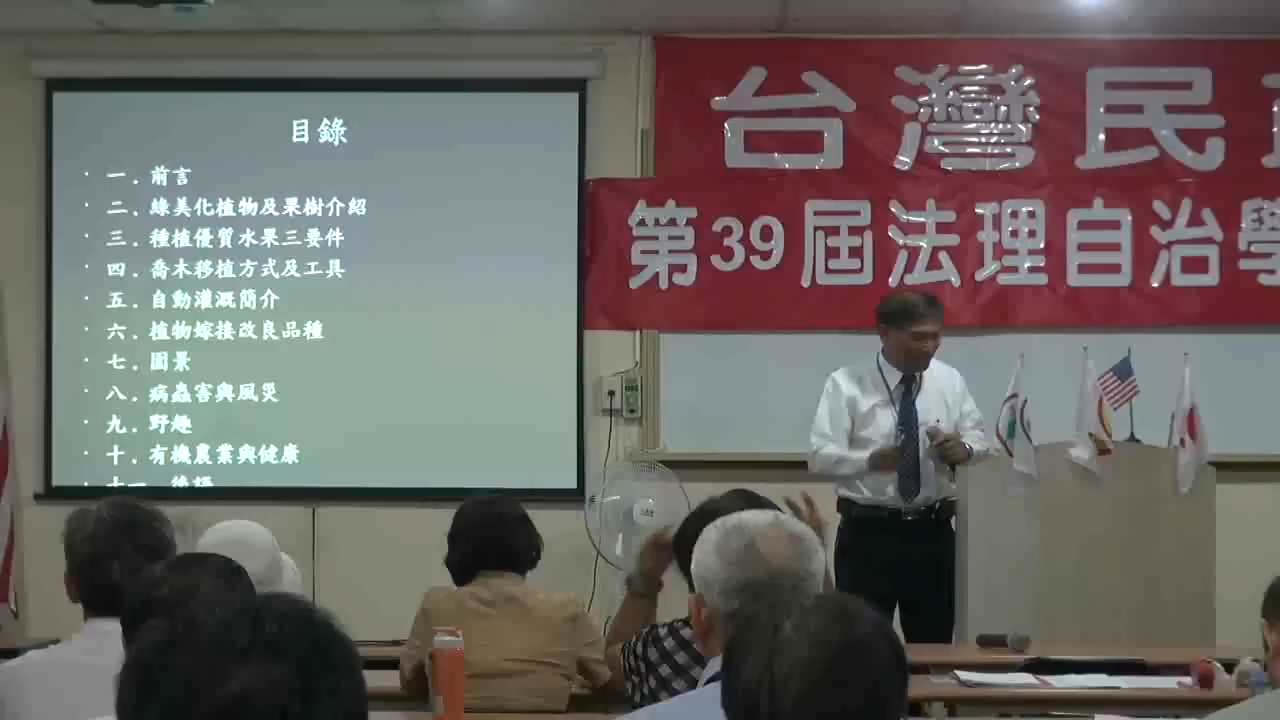 目錄
一. 前言
二. 綠美化植物及果樹介紹
三. 種植優質水果三要件
四. 喬木移植方式及工具
五. 自動灌溉簡介
六. 植物嫁接改良品種
七. 園景
八. 病蟲害與風災
九. 野趣
十. 有機農業與健康
台灣民
第39屆法理自治學